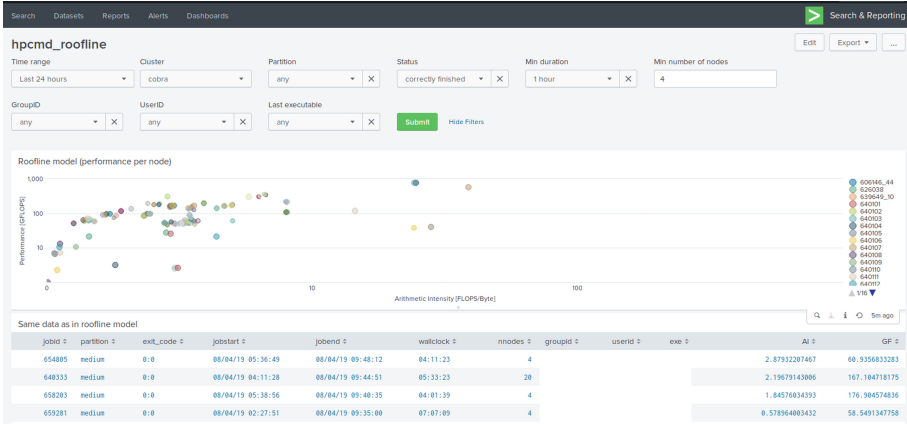 Search Datasets Reports Alerts Dashboards Search & Reporting
hpcmd_roofline Edit Export ...
Time range Cluster Partition Status Min duration Min number of nodes
Last 24 hours cobra any correctly finished 1 hour 4
GroupID UserID Last executable
any any any Submit Hide Filters
Roofline model (performance per node)
Performance [GFLOPS]
1,000
100
10
0 10 100
Arithmetic Intensity [FLOPS/Byte]
606146_44
626038
639649_10
640101
640102
640103
640104
640105
640106
640107
640108
640109
640110
640111
640112
1/16
5m ago
Same data as in roofline model
jobid partition exit_code jobstart jobend wallclock nnodes groupid userid exe AI GF
654805 medium 0:0 08/04/19 05:36:49 08/04/19 09:48:12 04:11:23 4 2.87932207467 60.9356833283
640333 medium 0:0 08/04/19 04:11:28 08/04/19 09:44:51 05:33:23 20 2.19679143006 167.104718175
658203 medium 0:0 08/04/19 05:38:56 08/04/19 09:40:35 04:01:39 4 1.84576034393 176.904574836
659281 medium 0:0 08/04/19 02:27:51 08/04/19 09:35:00 07:07:09 4 0.578964003432 58.5491347758